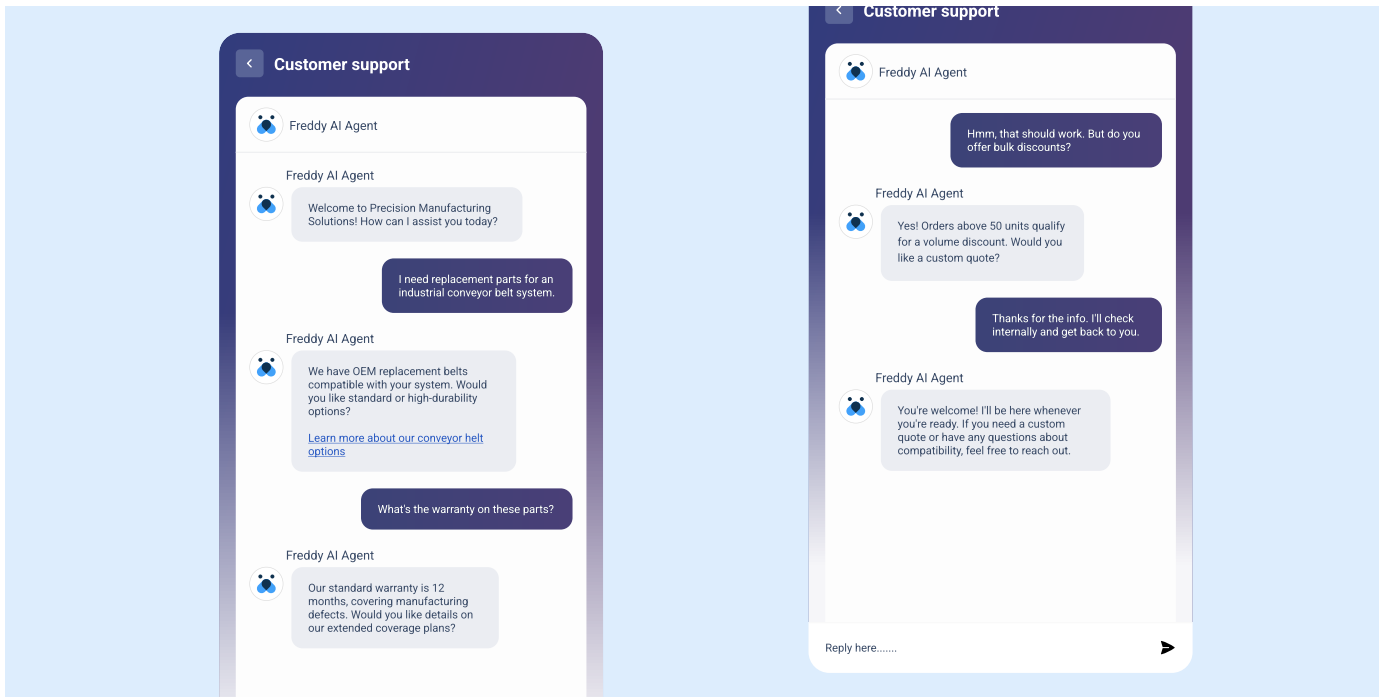 Customer support
Freddy AI Agent
Freddy AI Agent
Welcome to Precision Manufacturing
Solutions! How can I assist you today?
I need replacement parts for an
industrial conveyor belt system.
Freddy AI Agent
We have OEM replacement belts
compatible with your system. Would
you like standard or high-durability
options?
Learn more about our conveyor helt
options
What's the warranty on these parts?
Freddy AI Agent
Our standard warranty is 12
months, covering manufacturing
defects. Would you like details on
our extended coverage plans?
Customer support
Freddy AI Agent
Hmm, that should work. But do you
offer bulk discounts?
Freddy AI Agent
Yes! Orders above 50 units qualify
for a volume discount. Would you
like a custom quote?
Thanks for the info. I'll check
internally and get back to you.
Freddy AI Agent
You're welcome! I'll be here whenever
you're ready. If you need a custom
quote or have any questions about
compatibility, feel free to reach out.
Reply here.......